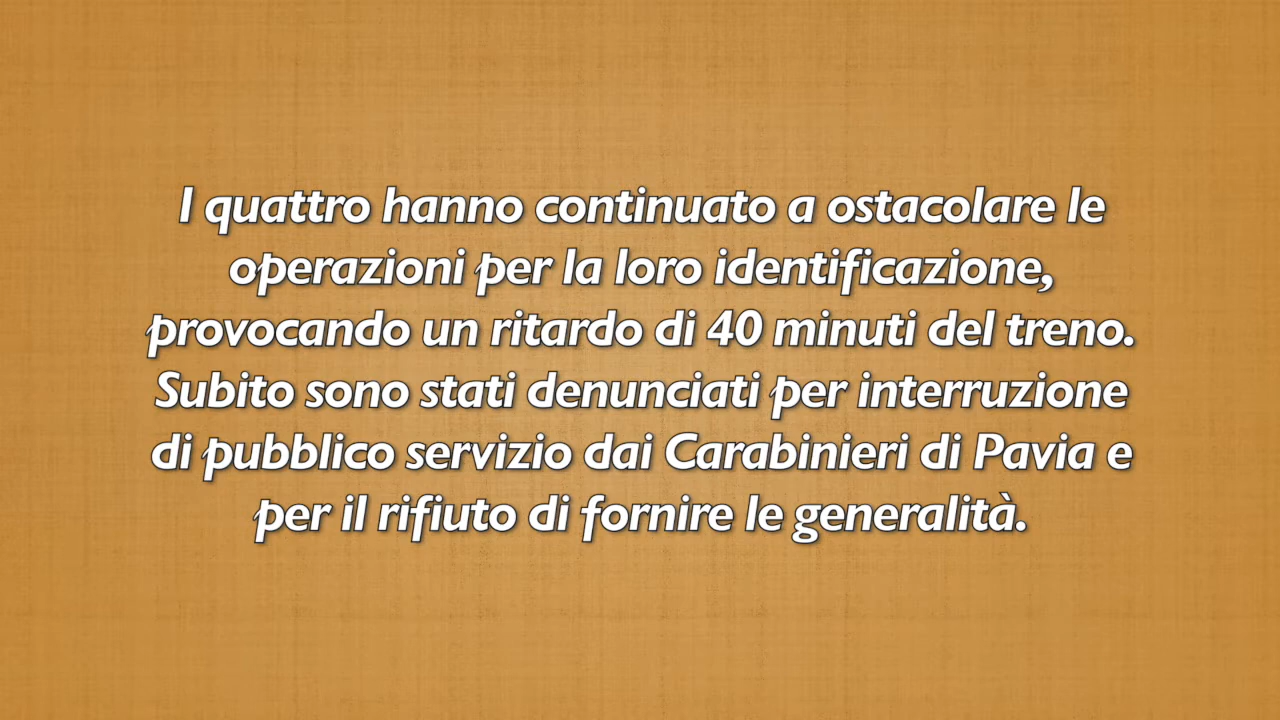 I quattro hanno continuato a ostacolare le
operazioni per la loro identificazione,
provocando un ritardo di 40 minuti del treno.
Subito sono stati denunciati per interruzione
di pubblico servizio dai Carabinieri di Pavia e
per il rifiuto di fornire le generalità.